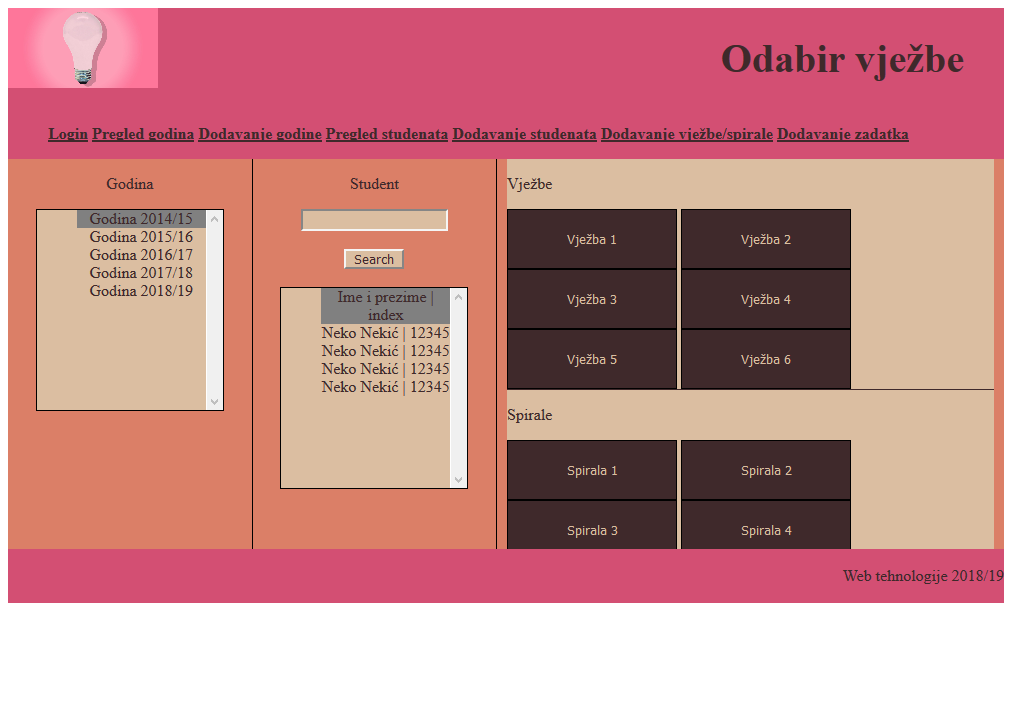 Odabir vježbe
Login Pregled godina Dodavanje godine Pregled studenata Dodavanje studenata Dodavanje vježbe/spirale Dodavanje zadatka
Godina
Godina 2014/15
Godina 2015/16
Godina 2016/17
Godina 2017/18
Godina 2018/19
Student
Search
Ime i prezime |
index
Neko Nekić | 12345
Neko Nekić | 12345
Neko Nekić | 12345
Neko Nekić | 12345
Vježbe
Vježba 1 Vježba 2
Vježba 3 Vježba 4
Vježba 5 Vježba 6
Spirale
Spirala 1 Spirala 2
Spirala 3 Spirala 4
Web tehnologije 2018/19